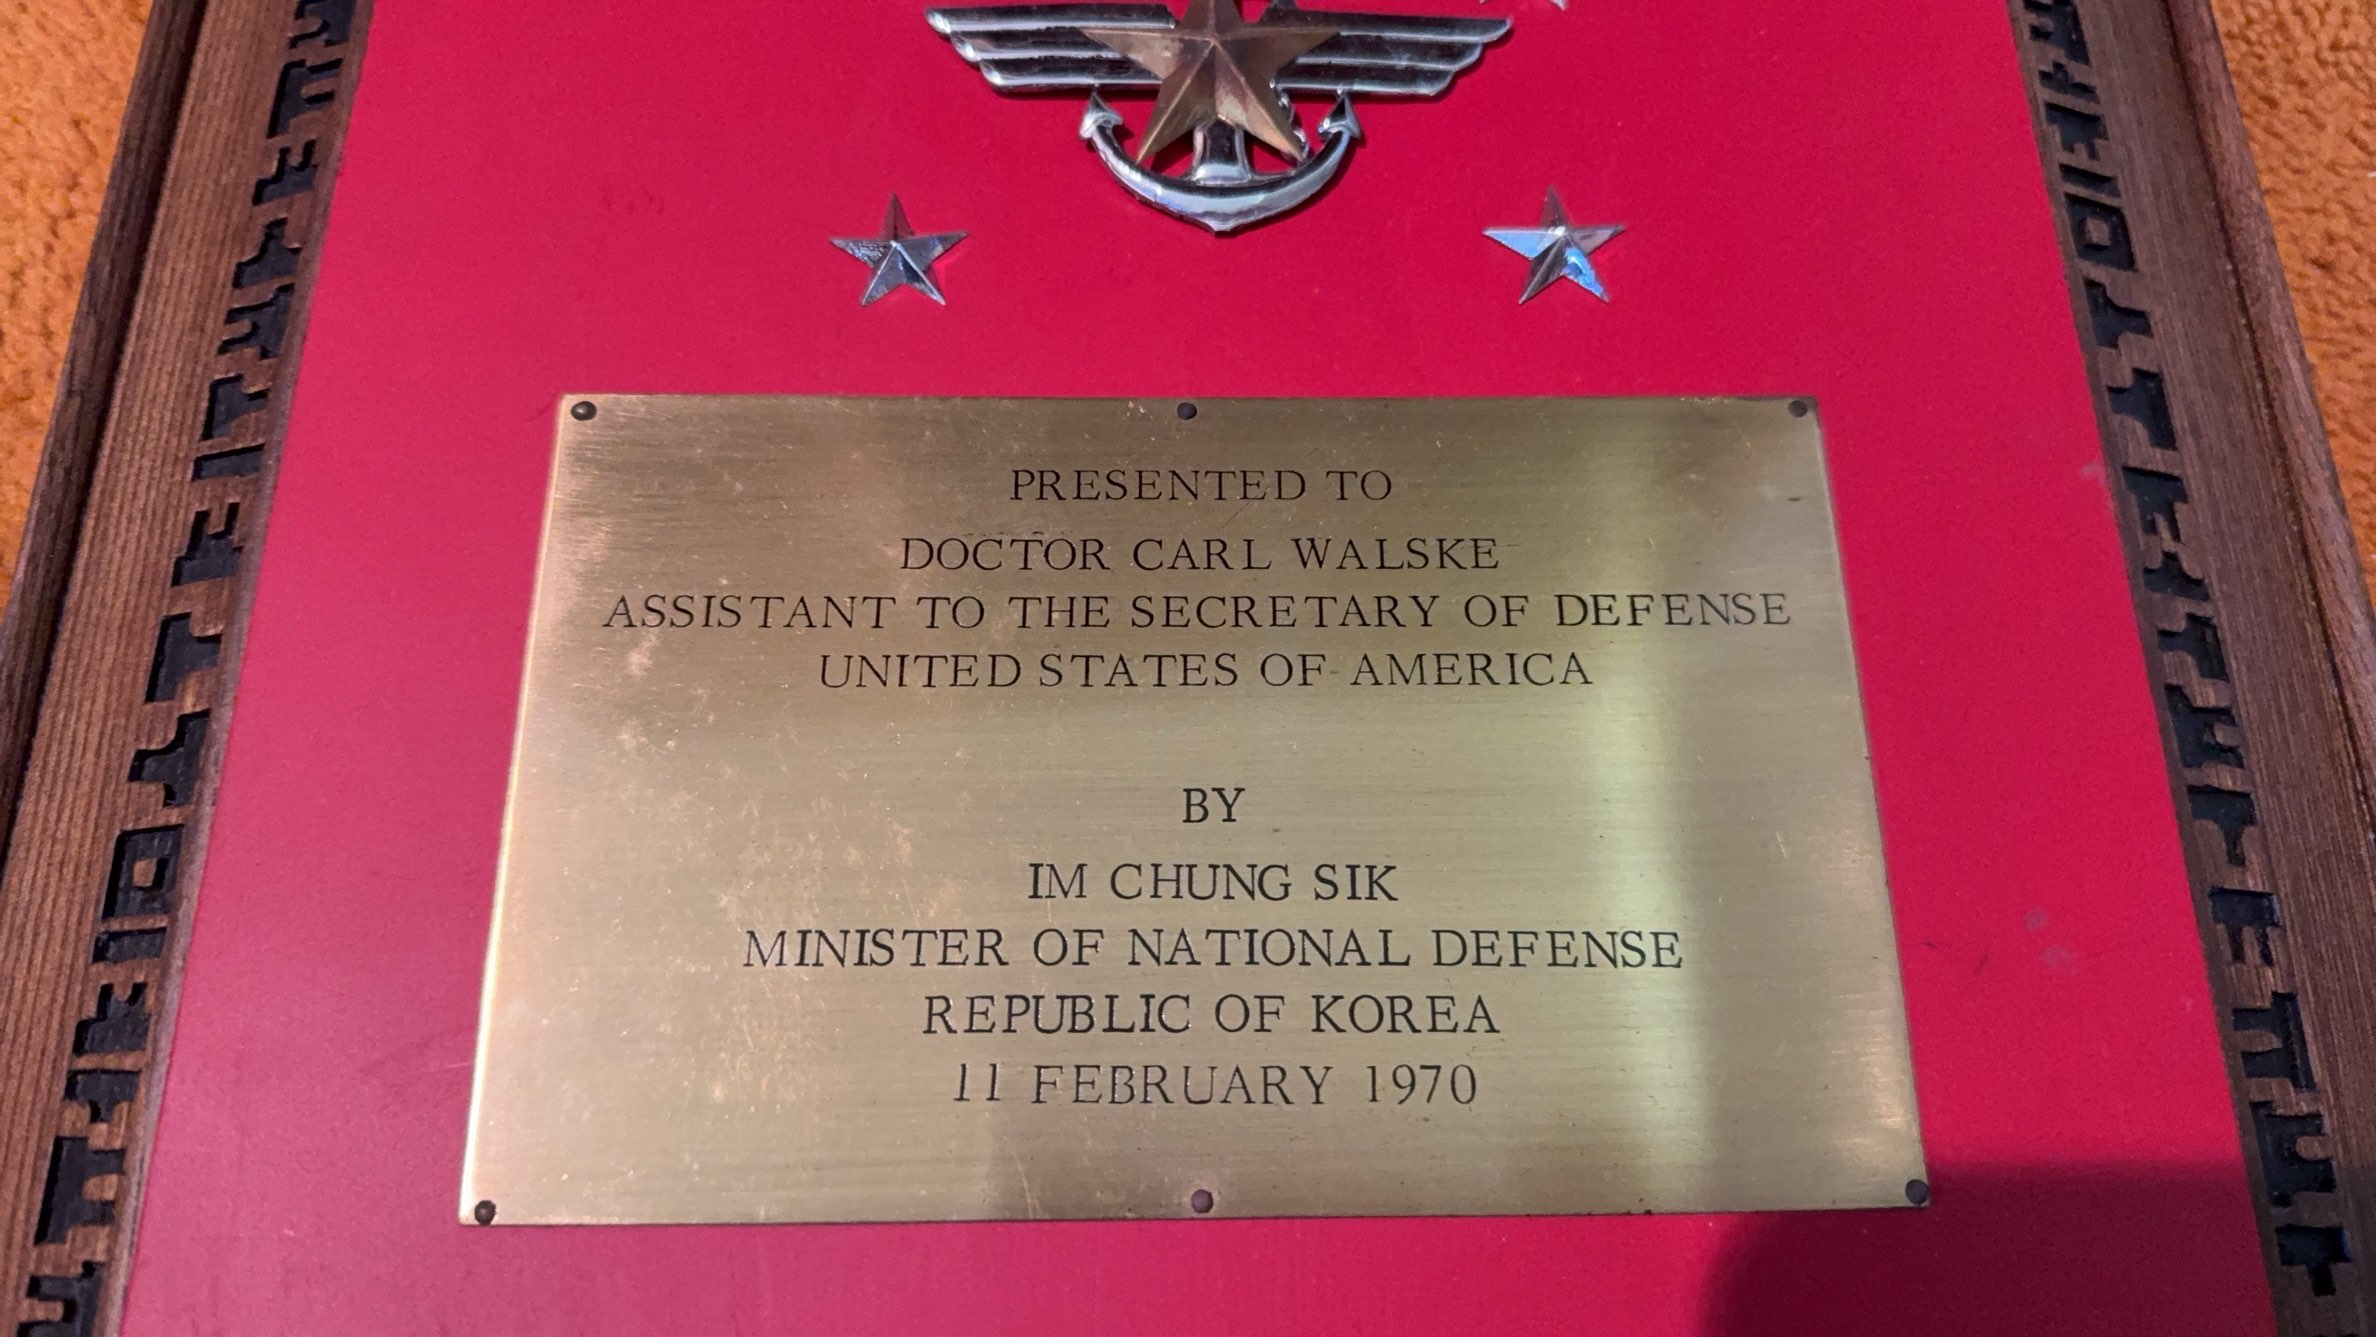 PRESENTED TO
DOCTOR CARL WALSKE
ASSISTANT TO THE SECRETARY OF DEFENSE
UNITED STATES OF AMERICA
BY
IM CHUNG SIK
MINISTER OF NATIONAL DEFENSE
REPUBLIC OF KOREA
11 FEBRUARY 1970